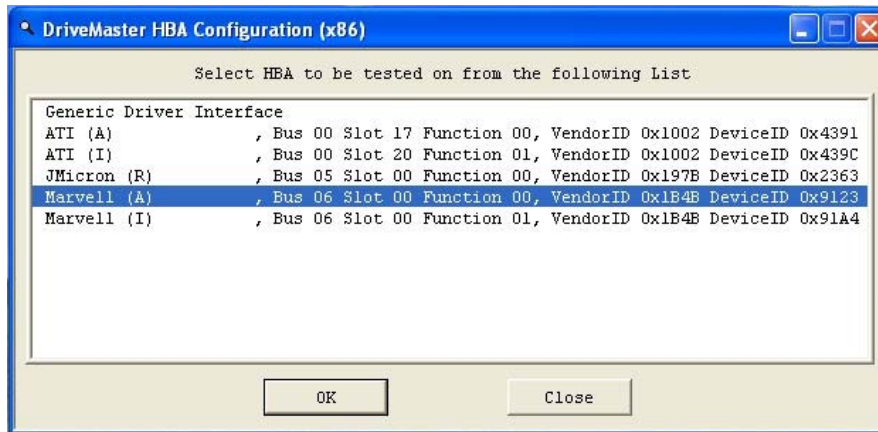 DriveMaster HBA Configuration (x86)
Select HBA to be tested on from the following List
Generic Driver Interface
ATI (A) , Bus 00 Slot 17 Function 00, VendorID 0x1002 DeviceID 0x4391
ATI (I) , Bus 00 Slot 20 Function 01, VendorID 0x1002 DeviceID 0x439C
JMicron (R) , Bus 05 Slot 00 Function 00, VendorID 0x197B DeviceID 0x2363
Marvell (A) , Bus 06 Slot 00 Function 00, VendorID 0x1B4B DeviceID 0x9123
Marvell (I) , Bus 06 Slot 00 Function 01, VendorID 0x1B4B DeviceID 0x91A4
OK Close